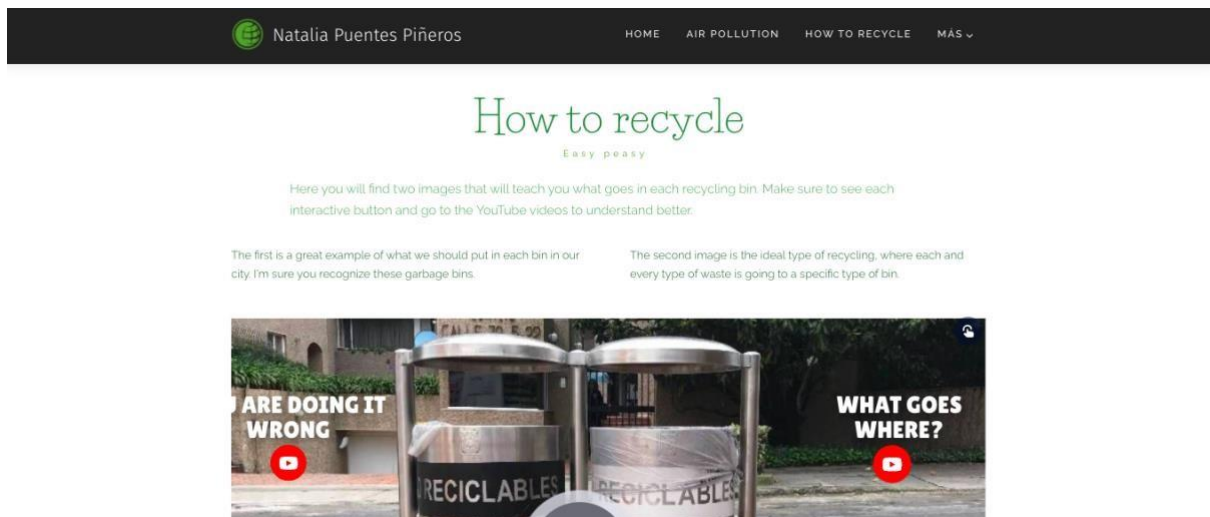 Natalia Puentes Piñeros
HOME AIR POLLUTION HOW TO RECYCLE MÁS
How to recycle
Easy peasy
Here you will find two images that will teach you what goes in each recycling bin. Make sure to see each
interactive button and go to the YouTube videos to understand better.
The first is a great example of what we should put in each bin in our
city. I'm sure you recognize these garbage bins.
The second image is the ideal type of recycling, where each and
every type of waste is going to a specific type of bin.
ARE DOING IT
WRONG
WHAT GOES
WHERE?
RECICLABLES
RECICLABLES